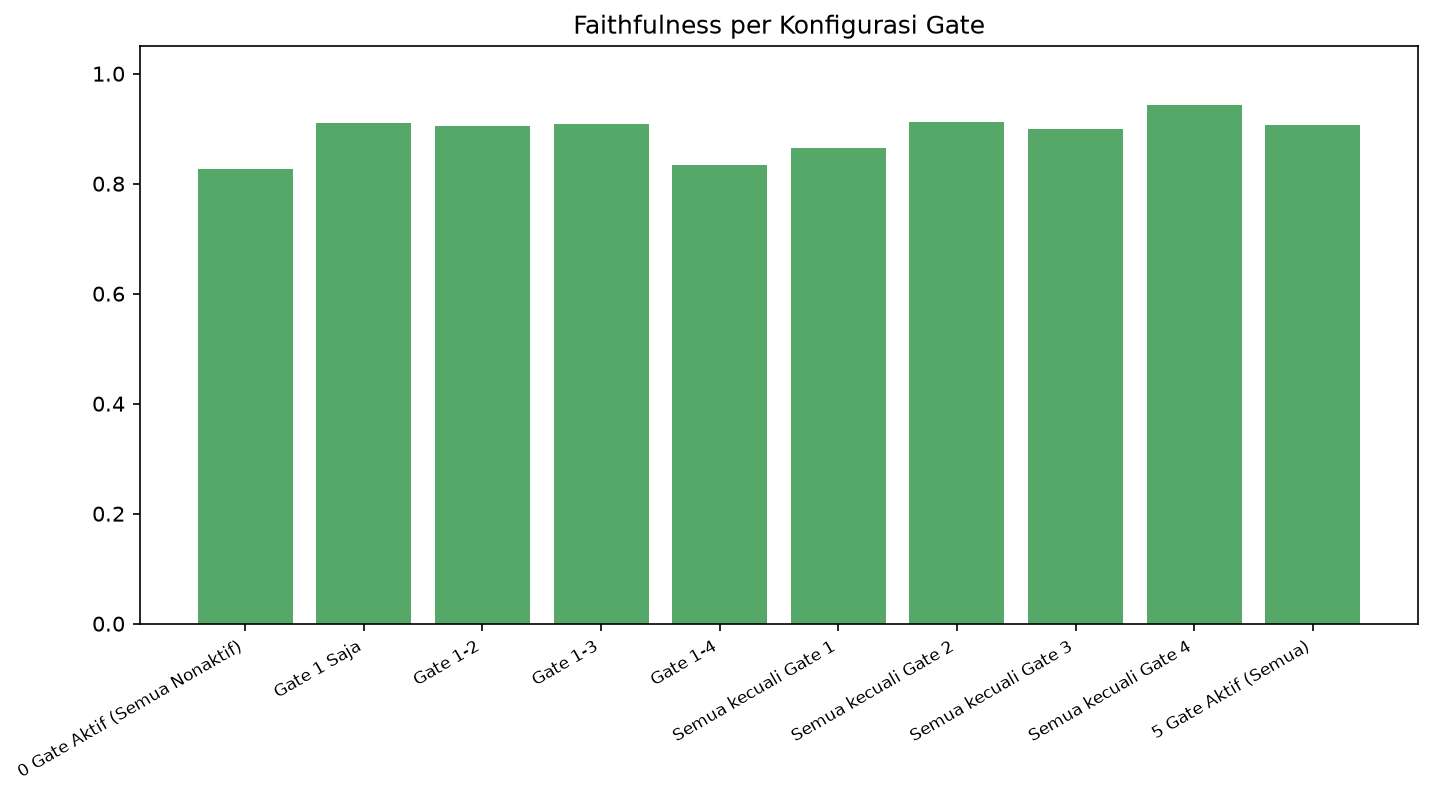 Faithfulness per Konfigurasi Gate
1.0
0.8
0.6
0.4
0.2
0.0
0 Gate Aktif (Semua Nonaktif)
Gate 1 Saja
Gate 1-2
Gate 1-3
Gate 1-4
Semua kecuali Gate 1
Semua kecuali Gate 2
Semua kecuali Gate 3
Semua kecuali Gate 4
5 Gate Aktif (Semua)